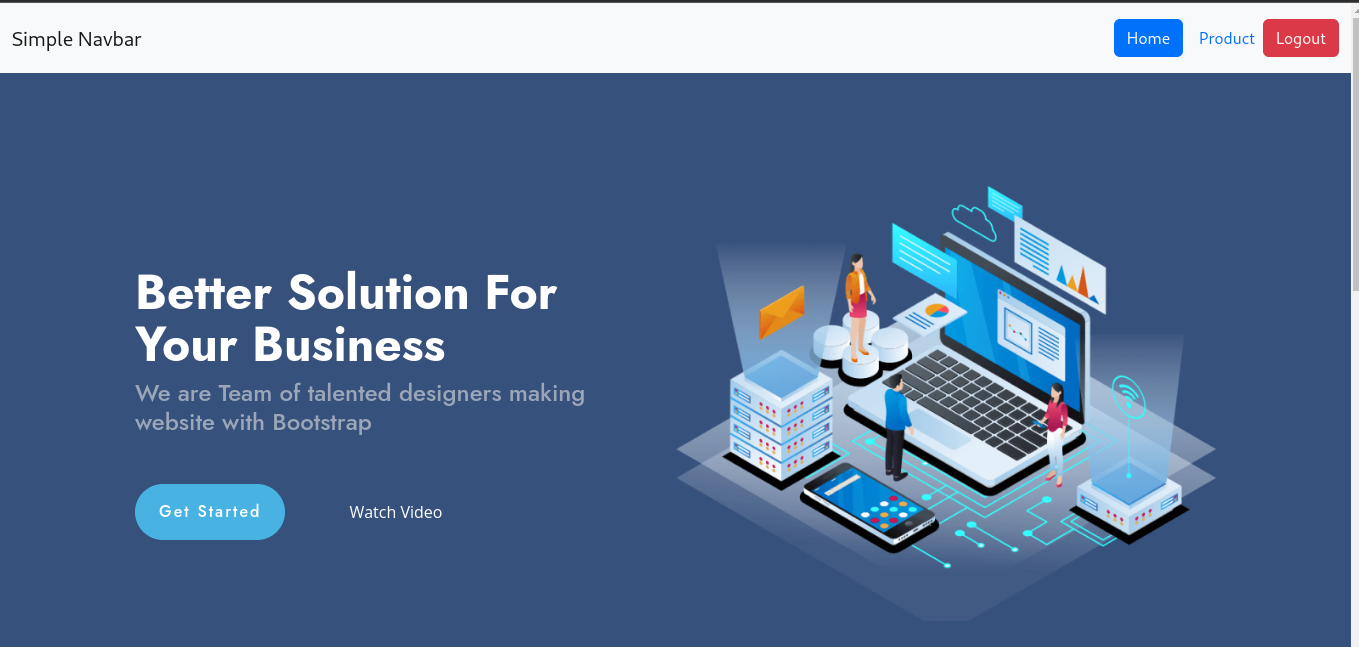 Simple Navbar
Home Product Logout
Better Solution For
Your Business
We are Team of talented designers making
website with Bootstrap
Get Started
Watch Video